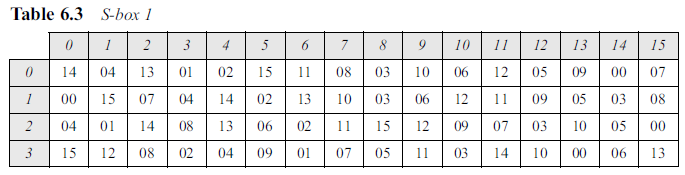 Table 6.3 S-box 1
0 1 2 3 4 5 6 7 8 9 10 11 12 13 14 15
0 14 04 13 01 02 15 11 08 03 10 06 12 05 09 00 07
1 00 15 07 04 14 02 13 10 03 06 12 11 09 05 03 08
2 04 01 14 08 13 06 02 11 15 12 09 07 03 10 05 00
3 15 12 08 02 04 09 01 07 05 11 03 14 10 00 06 13